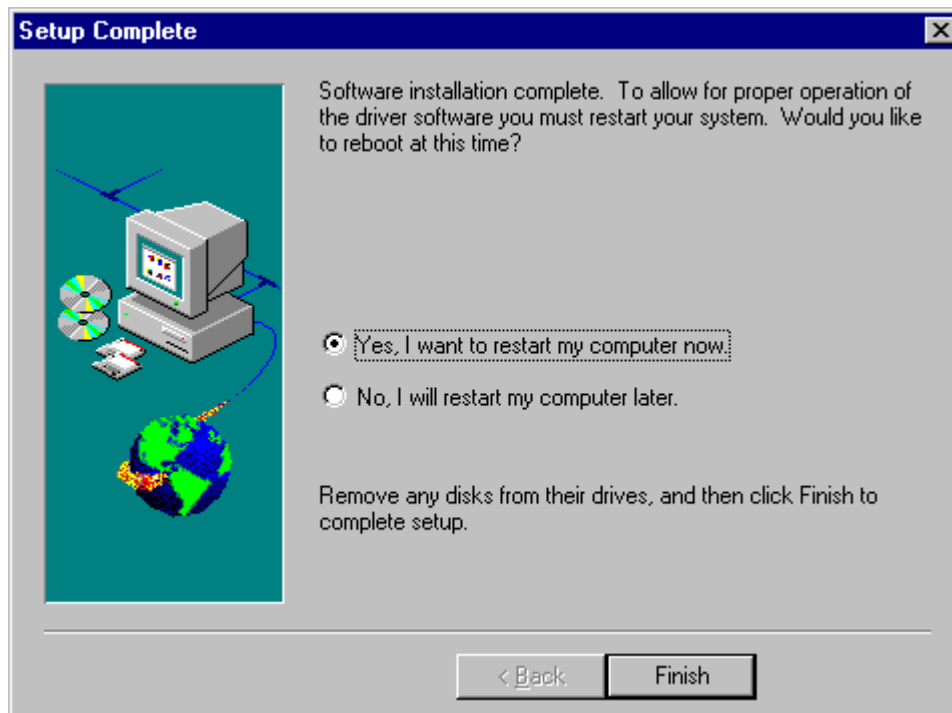 Setup Complete
Software installation complete.  To allow for proper operation of
the driver software you must restart your system.  Would you like
to reboot at this time?
Yes, I want to restart my computer now.
No, I will restart my computer later.
Remove any disks from their drives, and then click Finish to
complete setup.
< Back
Finish